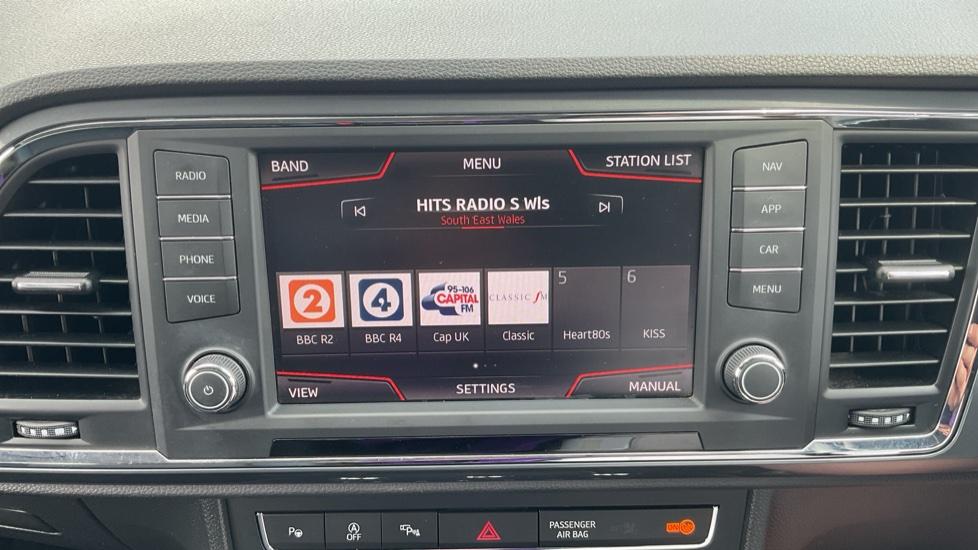 BAND
MENU
STATION LIST
HITS RADIO S Wls
South East Wales
RADIO
MEDIA
PHONE
VOICE
NAV
APP
CAR
MENU
2
4
95-106
CAPITAL
FM
CLASSIC fM
5
6
BBC R2
BBC R4
Cap UK
Classic
Heart80s
KISS
VIEW
SETTINGS
MANUAL
P
A
OFF
P
PASSENGER
AIR BAG
ON